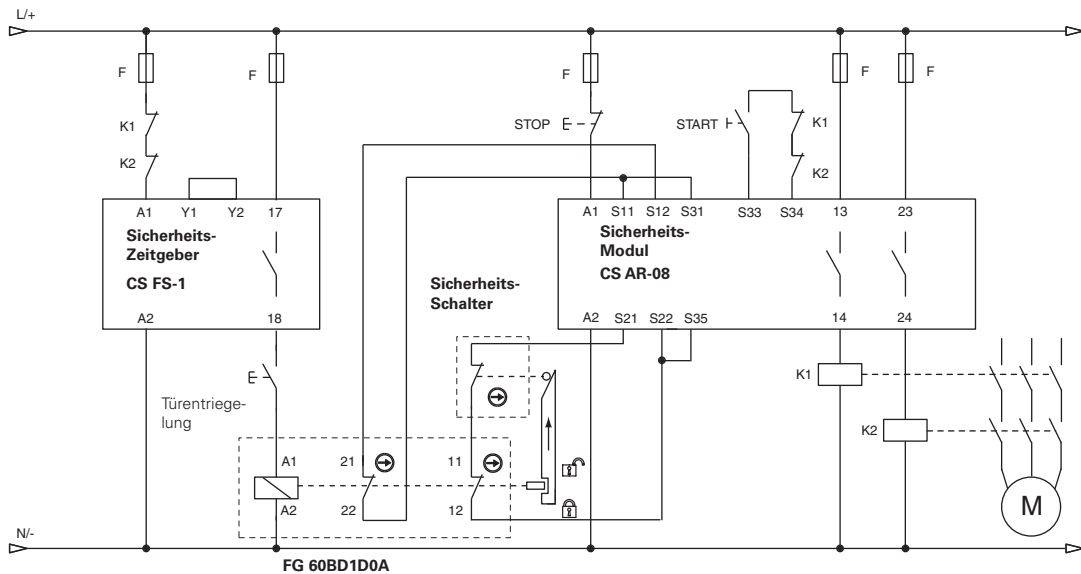 L/+
F
F
F
F
F
K1
K2
STOP
START
K1
K2
A1 Y1 Y2 17
Sicherheits-
Zeitgeber
CS FS-1
A2 18
A1 S11 S12 S31 S33 S34 13 23
Sicherheits-
Modul
CS AR-08
A2 S21 S22 S35 14 24
Sicherheits-
Schalter
K1
K2
Türentriege-
lung
A1 21 11
A2 22 12
M
N/-
FG 60BD1D0A